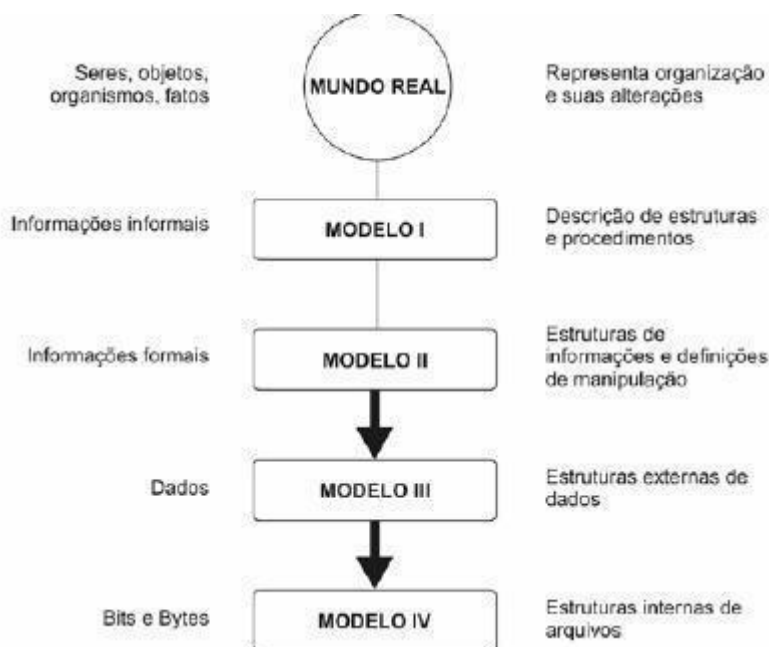 Seres, objetos,
organismos, fatos
MUNDO REAL
Representa organização
e suas alterações
Informações informais
MODELO I
Descrição de estruturas
e procedimentos
Informações formais
MODELO II
Estruturas de
informações e definições
de manipulação
Dados
MODELO III
Estruturas externas de
dados
Bits e Bytes
MODELO IV
Estruturas internas de
arquivos